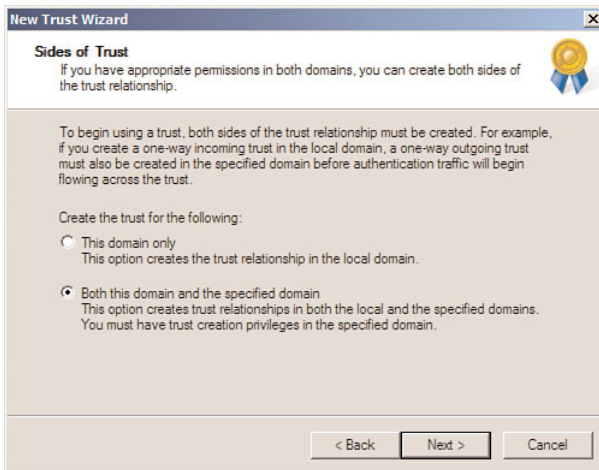 New Trust Wizard
Sides of Trust
If you have appropriate permissions in both domains, you can create both sides of
the trust relationship.
To begin using a trust, both sides of the trust relationship must be created. For example,
if you create a one-way incoming trust in the local domain, a one-way outgoing trust
must also be created in the specified domain before authentication traffic will begin
flowing across the trust.
Create the trust for the following:
This domain only
This option creates the trust relationship in the local domain.
Both this domain and the specified domain
This option creates trust relationships in both the local and the specified domains.
You must have trust creation privileges in the specified domain.
< Back Next > Cancel